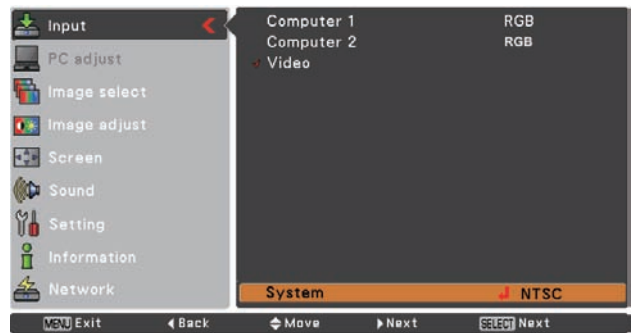 Input
PC adjust
Image select
Image adjust
Screen
Sound
Setting
Information
Network
Computer 1 RGB
Computer 2 RGB
Video
System NTSC
MENU Exit Back Move Next SELECT Next